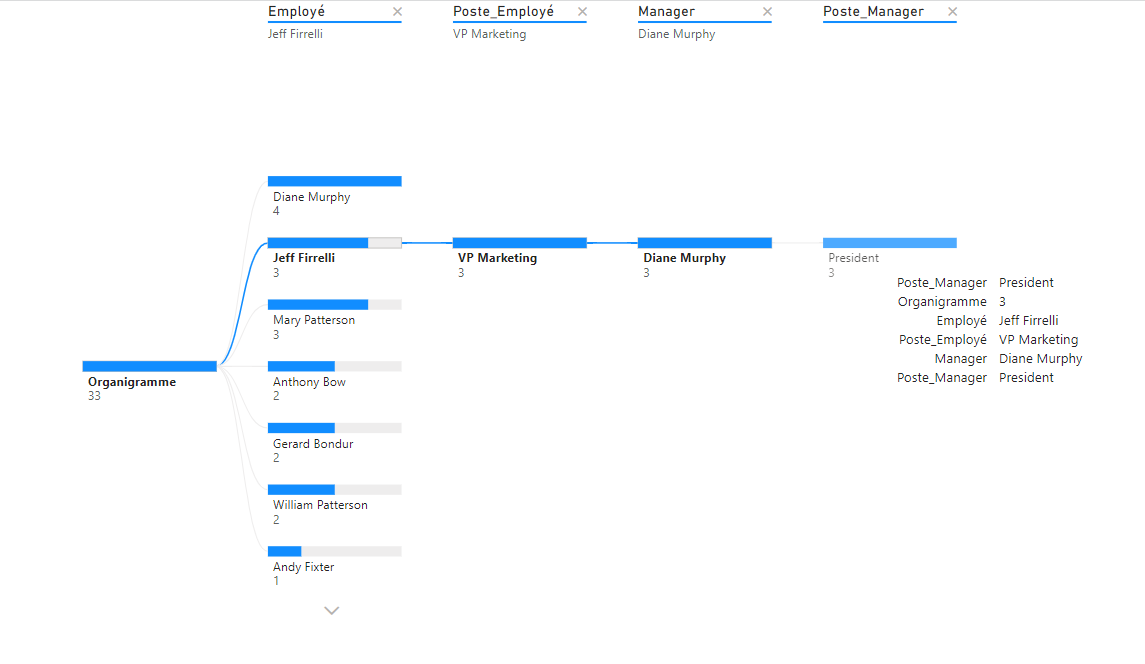 Employé
Poste_Employé
Manager
Poste_Manager
Jeff Firrelli
VP Marketing
Diane Murphy
Diane Murphy
4
Jeff Firrelli
3
VP Marketing
3
Diane Murphy
3
President
3
Poste_Manager President
Organigramme 3
Employé Jeff Firrelli
Poste_Employé VP Marketing
Manager Diane Murphy
Poste_Manager President
Mary Patterson
3
Organigramme
33
Anthony Bow
2
Gerard Bondur
2
William Patterson
2
Andy Fixter
1